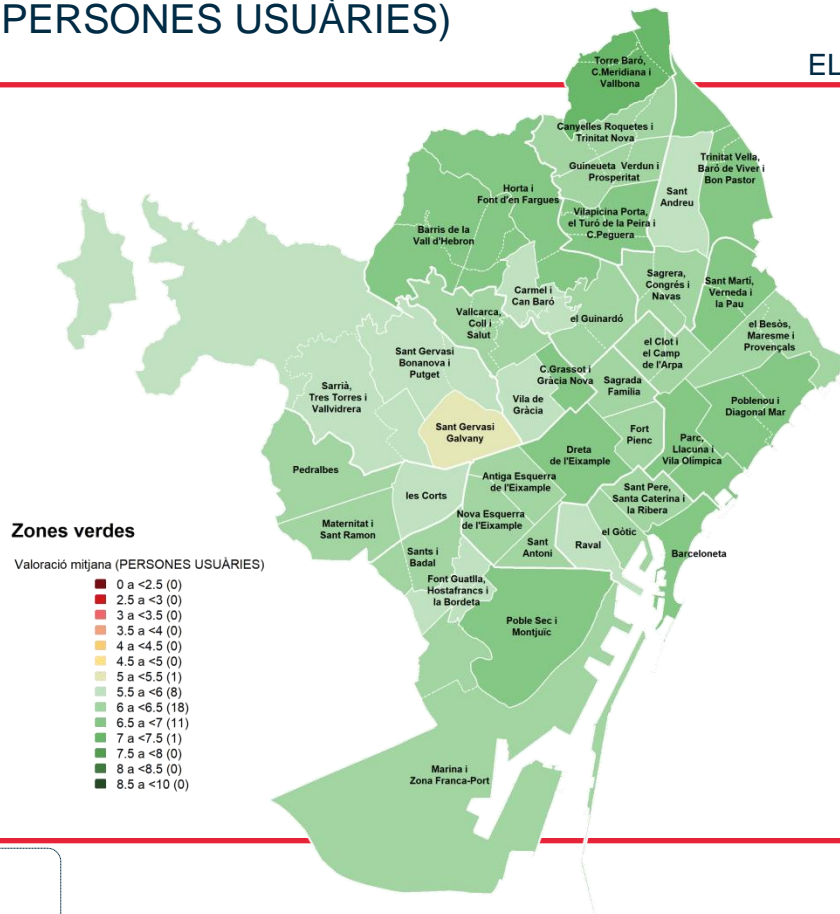 PERSONES USUÀRIES)
EL
Torre Baró,
C.Meridiana i
Vallbona
Canyelles Roquetes i
Trinitat Nova
Guineueta Verdun i
Prosperitat
Trinitat Vella,
Baró de Viver i
Bon Pastor
Sant
Andreu
Horta i
Font d'en Fargues
Vilapicina Porta,
el Turó de la Peira i
C.Peguera
Barris de la
Vall d'Hebron
Sagrera,
Congrés i
Navas
Sant Martí,
Verneda i
la Pau
Carmel i
Can Baró
Vallcarca,
Coll i
Salut
el Guinardó
el Besòs,
Maresme i
Provençals
el Clot i
el Camp
de l'Arpa
Sant Gervasi
Bonanova i
Putget
C.Grassot i
Gràcia Nova
Sagrada
Família
Sarrià,
Tres Torres i
Vallvidrera
Vila de
Gràcia
Poblenou i
Diagonal Mar
Sant Gervasi
Galvany
Fort
Pienc
Parc,
Llacuna i
Vila Olímpica
Dreta
de l'Eixample
Pedralbes
Antiga Esquerra
de l'Eixample
les Corts
Sant Pere,
Santa Caterina i
la Ribera
Nova Esquerra
de l'Eixample
Maternitat i
Sant Ramon
el Gòtic
Sant
Antoni
Raval
Barceloneta
Sants i
Badal
Font Guatlla,
Hostafrancs i
la Bordeta
Poble Sec i
Montjuïc
Marina i
Zona Franca-Port
Zones verdes
Valoració mitjana (PERSONES USUÀRIES)
0 a <2.5 (0)
2.5 a <3 (0)
3 a <3.5 (0)
3.5 a <4 (0)
4 a <4.5 (0)
4.5 a <5 (0)
5 a <5.5 (1)
5.5 a <6 (8)
6 a <6.5 (18)
6.5 a <7 (11)
7 a <7.5 (1)
7.5 a <8 (0)
8 a <8.5 (0)
8.5 a <10 (0)